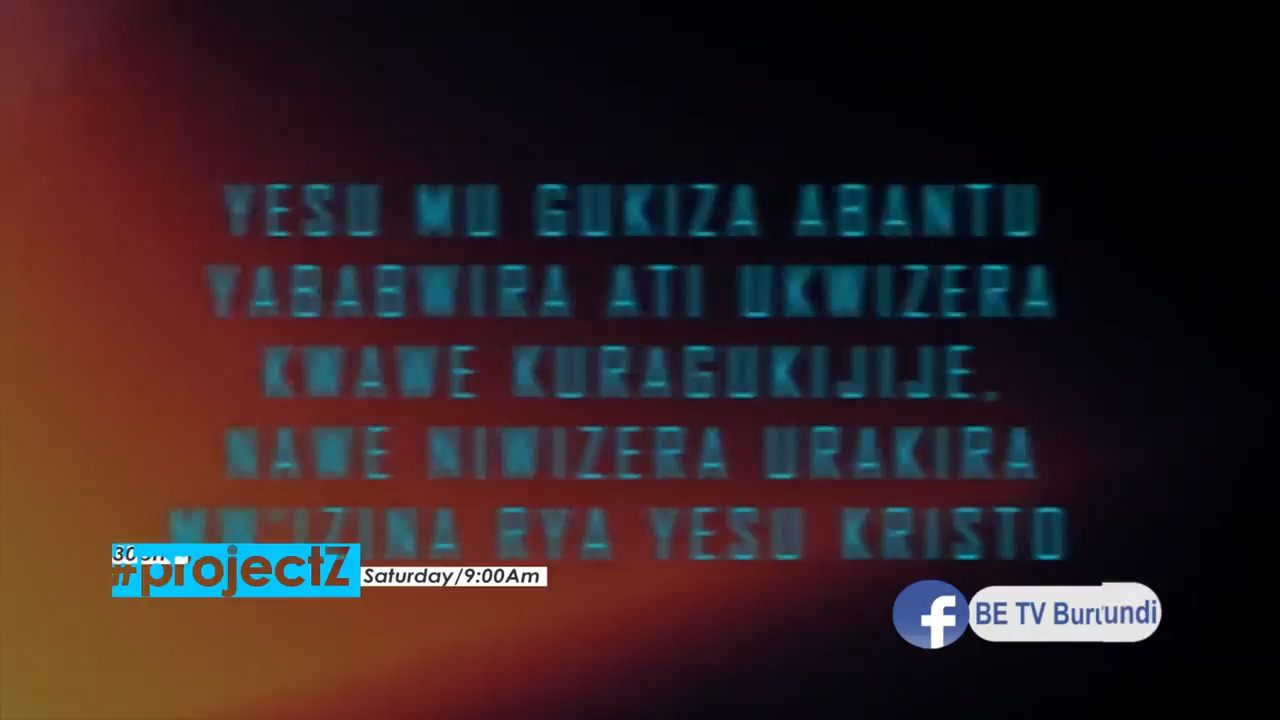 YESU MU GUKIZA ABANTU
YABABWIRA ATI UKWIZERA
KWAWE KURAGUKIJIJE.
NAWE NIWIZERA URAKIRA
MW'IZINA RYA YESU KRISTO
#projectZ
Saturday/9:00Am
BE TV Burundi